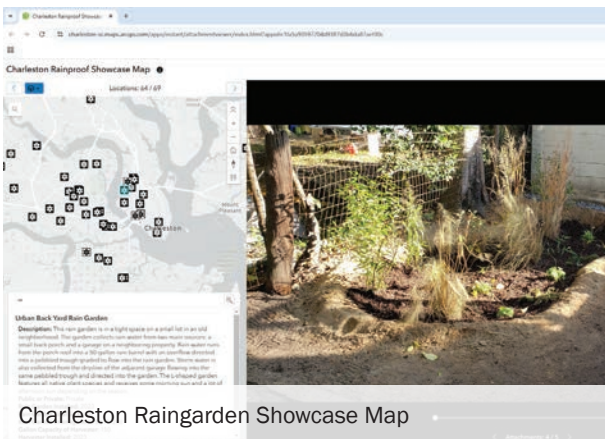 Charleston Rainproof Showcase Map
Locations: 64 / 69
Mount
Pleasant
Charleston
Urban Back Yard Rain Garden
Description: This rain garden is in a tight space on a small lot in an old
neighborhood. The garden collects rain water from two main sources: a
small back porch and a garage on a neighboring property. Rain water runs
from the porch roof into a 50 gallon rain barrel with an overflow directed
into a pebbled trough graded to flow into the rain garden. Storm water is
also collected from the dripline of the adjacent garage flowing into the
same pebbled trough and directed into the garden. The L-shaped garden
features all native plant species and receives some morning sun and a lot of
Charleston Raingarden Showcase Map